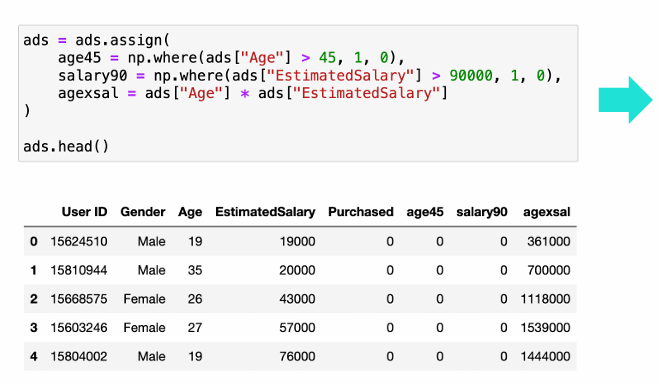 ads = ads.assign(
    age45 = np.where(ads["Age"] > 45, 1, 0),
    salary90 = np.where(ads["EstimatedSalary"] > 90000, 1, 0),
    agexsal = ads["Age"] * ads["EstimatedSalary"]
)
ads.head()
User ID Gender Age EstimatedSalary Purchased age45 salary90 agexsal
0 15624510 Male 19 19000 0 0 0 361000
1 15810944 Male 35 20000 0 0 0 700000
2 15668575 Female 26 43000 0 0 0 1118000
3 15603246 Female 27 57000 0 0 0 1539000
4 15804002 Male 19 76000 0 0 0 1444000